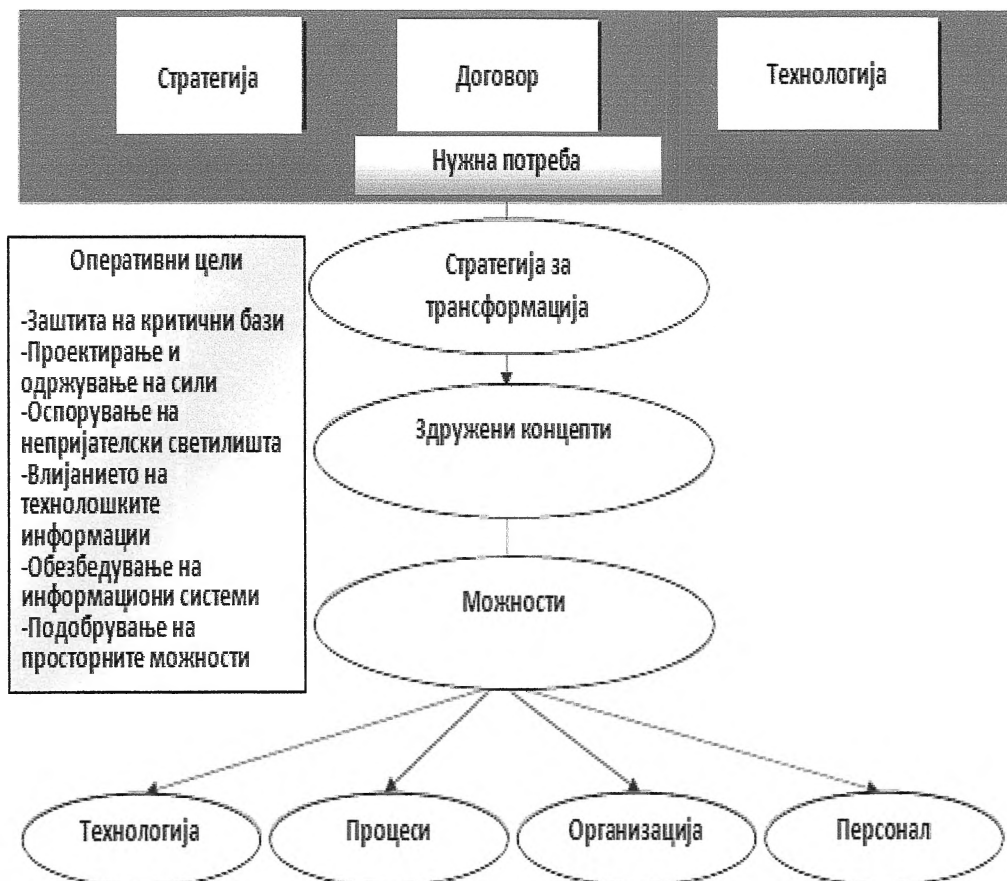 Стратегија
Договор
Технологија
Нужна потреба
Стратегија за
трансформација
Оперативни цели
-Заштита на критични бази
-Проектирање и
одржување на сили
-Оспорување на
непријателски светилишта
-Влијанието на
технолошките
информации
-Обезбедување на
информациони системи
-Подобрување на
просторните можности
Здружени концепти
Можности
Технологија
Процеси
Организација
Персонал